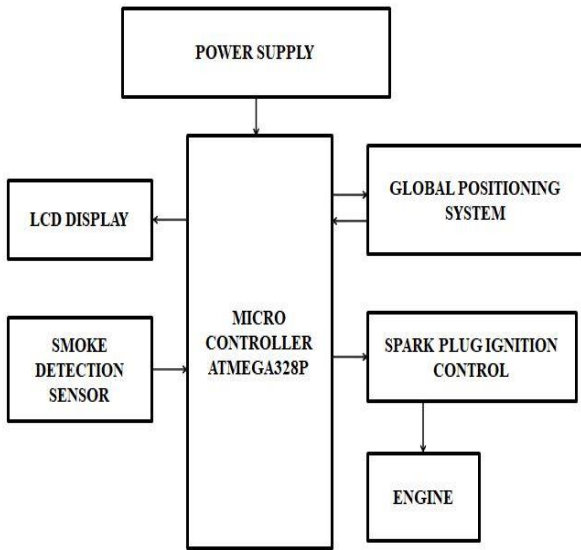 POWER SUPPLY
LCD DISPLAY
GLOBAL POSITIONING
SYSTEM
SMOKE
DETECTION
SENSOR
MICRO
CONTROLLER
ATMEGA328P
SPARK PLUG IGNITION
CONTROL
ENGINE